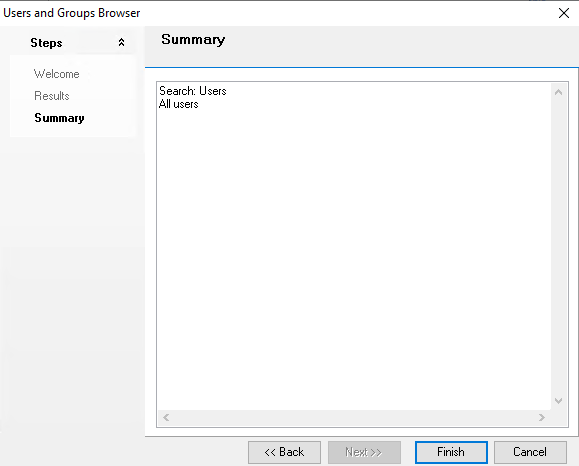 Users and Groups Browser
Steps
Welcome
Results
Summary
Summary
Search: Users
All users
<< Back
Next >>
Finish
Cancel